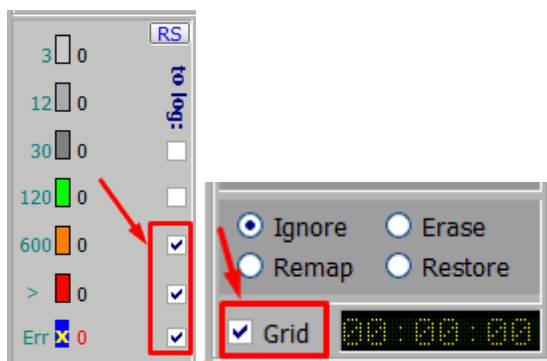 RS
to log:
3 0
12 0
30 0
120 0
600 0
> 0
Err x 0
Ignore Erase
Remap Restore
Grid 00:00:00